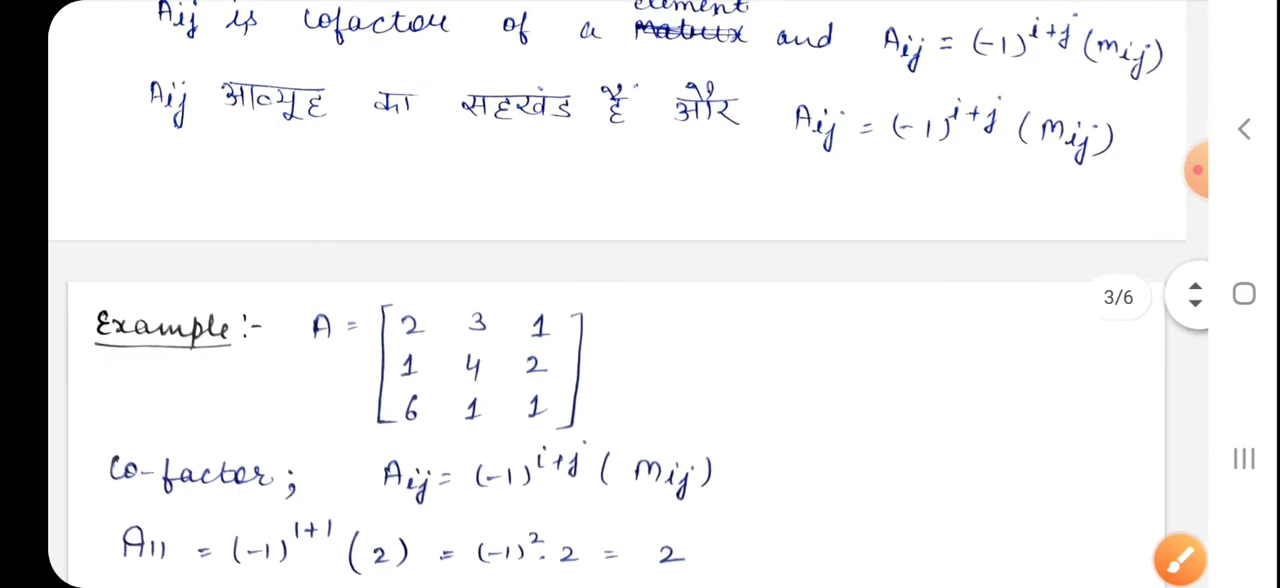 Aij is cofactor of a element and Aij = (-1)^i+j (Mij)
Aij आव्यूह का सहखंड हैं और Aij = (-1)^i+j (Mij)
3/6
Example :- A = [2 3 1
1 4 2
6 1 1]
Co-factor ; Aij = (-1)^i+j (Mij)
A11 = (-1)^1+1 (2) = (-1)^2 . 2 = 2